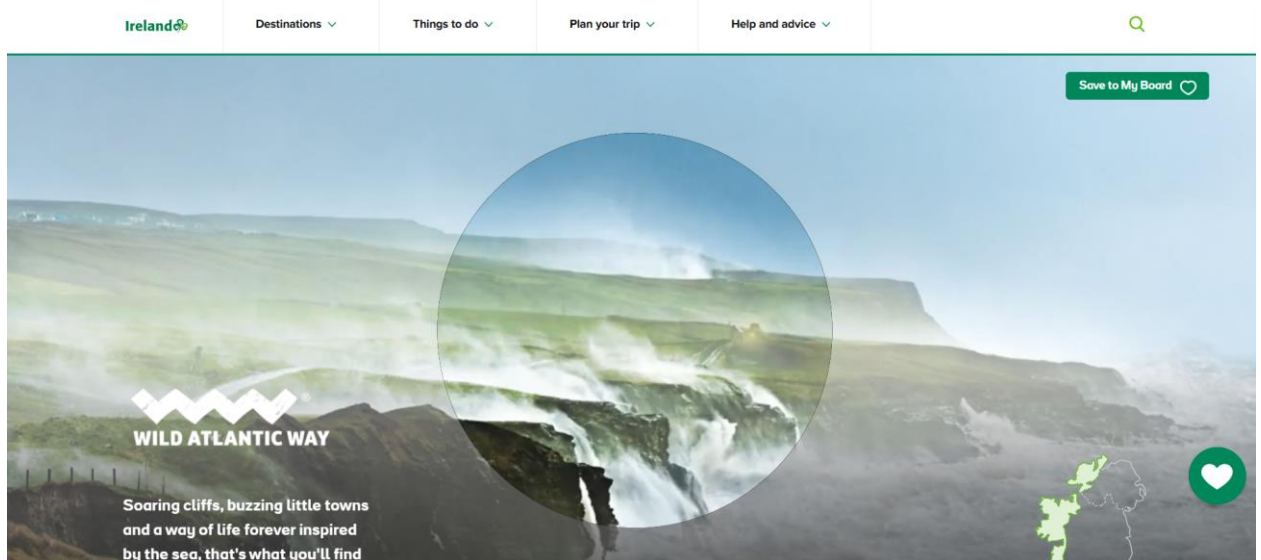 Ireland
Destinations
Things to do
Plan your trip
Help and advice
Save to My Board
®
WILD ATLANTIC WAY
Soaring cliffs, buzzing little towns
and a way of life forever inspired
by the sea, that's what you'll find